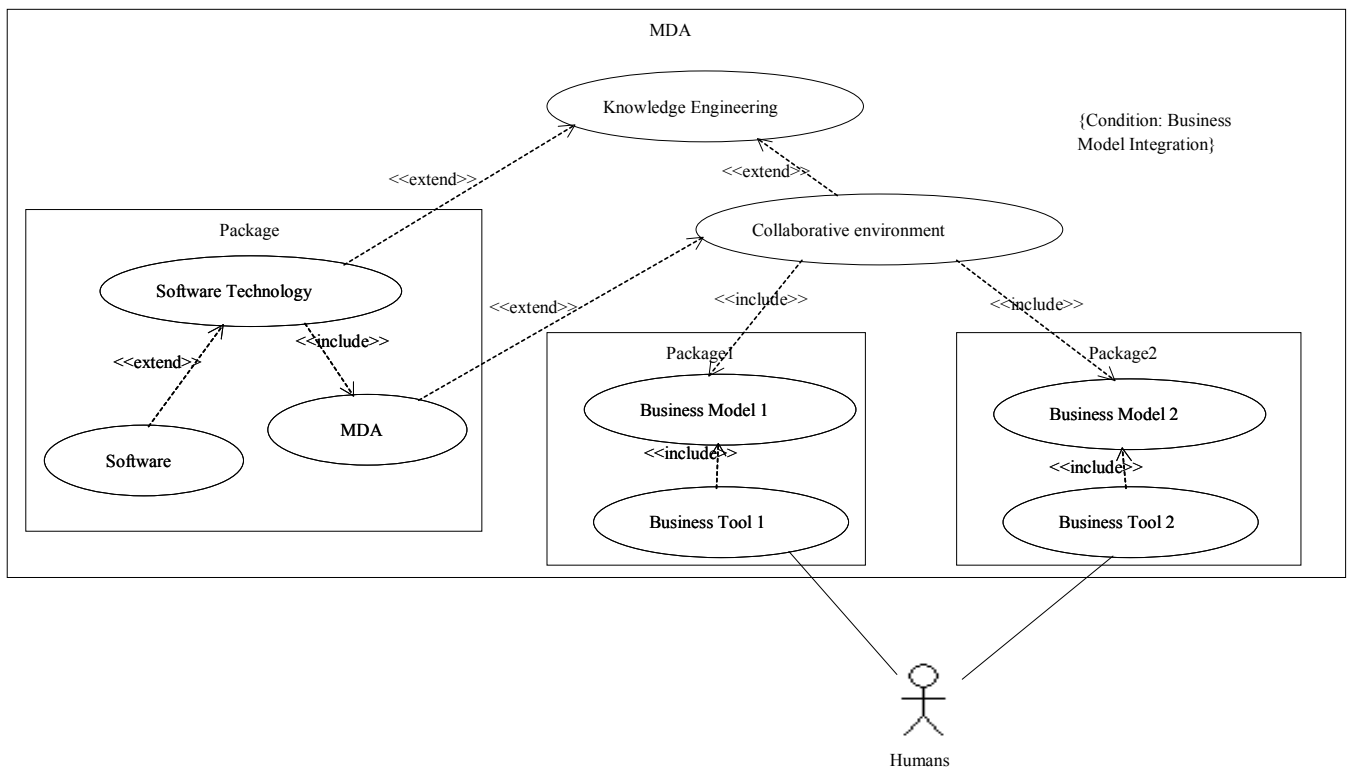 MDA
Knowledge Engineering
{Condition: Business
Model Integration}
<<extend>>
<<extend>>
Package
Collaborative environment
Software Technology
<<extend>>
<<include>>
<<include>>
<<include>>
<<extend>>
Package1
Package2
Business Model 1
Business Model 2
MDA
Software
<<include>>
<<include>>
Business Tool 1
Business Tool 2
Humans